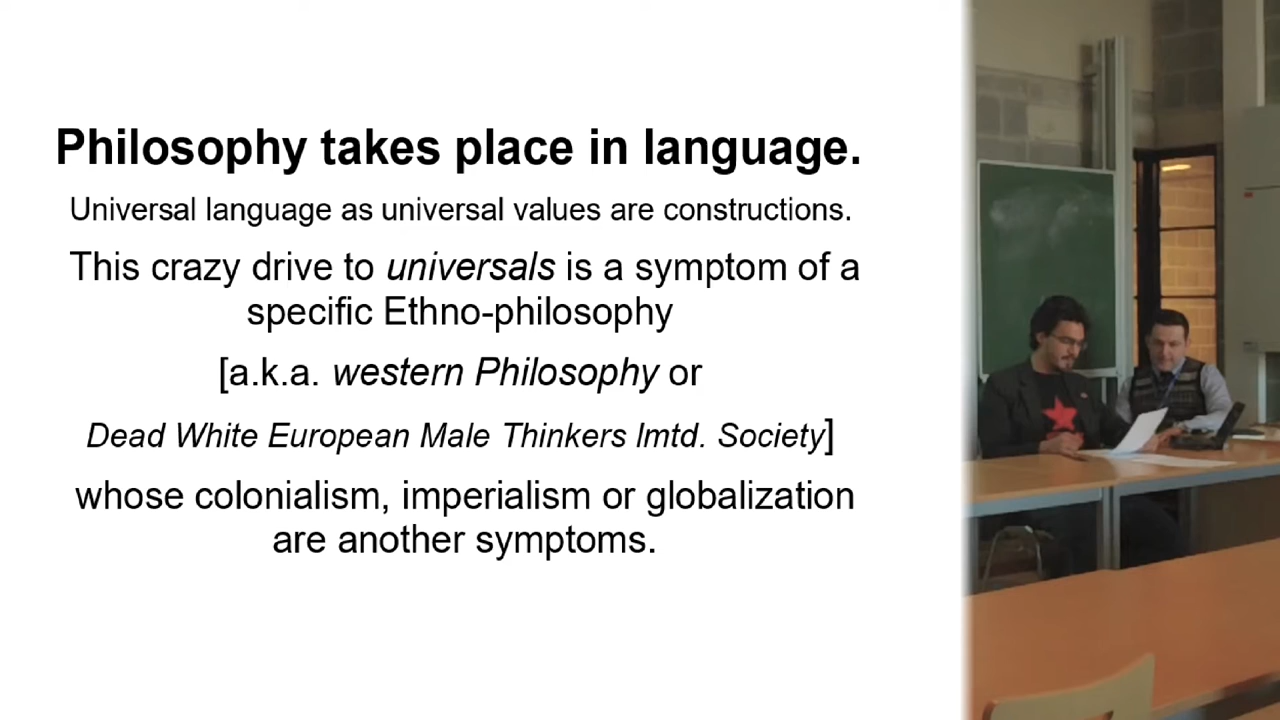 Philosophy takes place in language.
Universal language as universal values are constructions.
This crazy drive to universals is a symptom of a
specific Ethno-philosophy
[a.k.a. western Philosophy or
Dead White European Male Thinkers lmtd. Society]
whose colonialism, imperialism or globalization
are another symptoms.